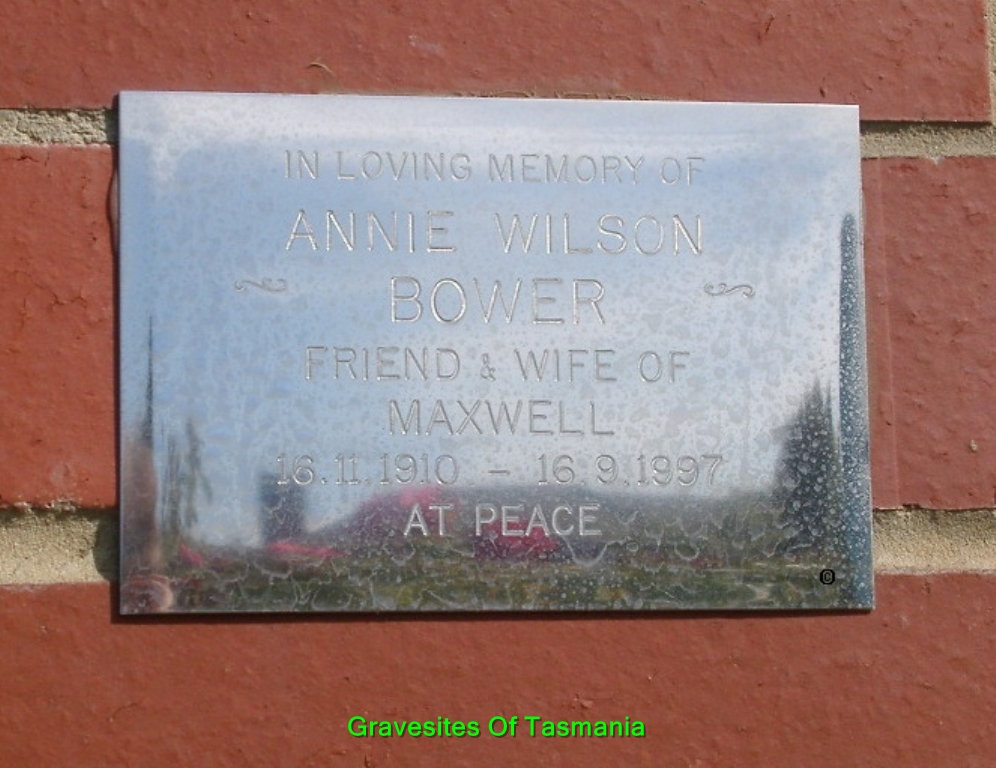 IN LOVING MEMORY OF
ANNIE WILSON
BOWER
FRIEND & WIFE OF
MAXWELL
16.11.1910 – 16.9.1997
AT PEACE
©
Gravesites Of Tasmania